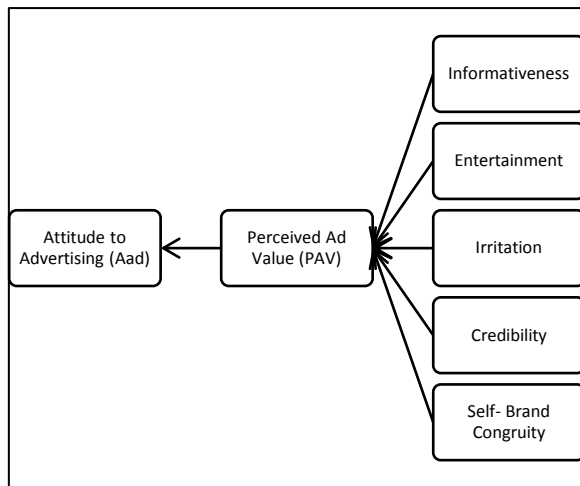 Informativeness
Entertainment
Attitude to
Advertising (Aad)
Perceived Ad
Value (PAV)
Irritation
Credibility
Self- Brand
Congruity